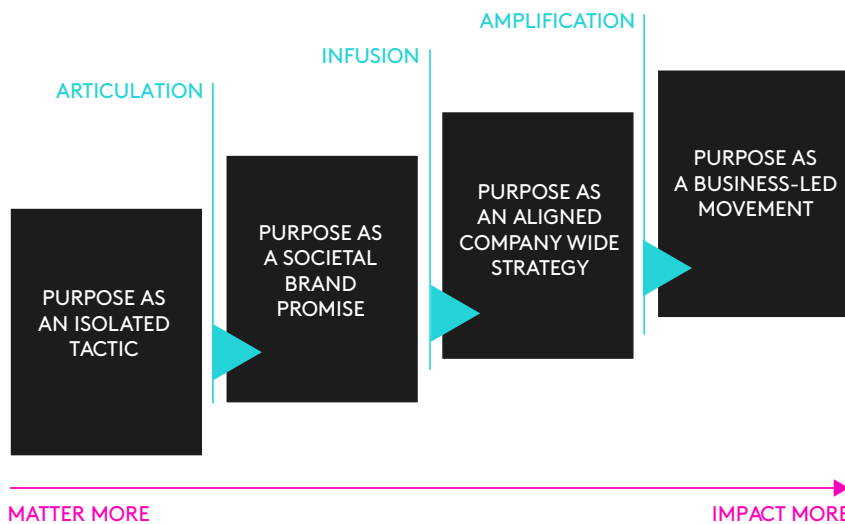 AMPLIFICATION
INFUSION
ARTICULATION
PURPOSE AS
AN ISOLATED
TACTIC
PURPOSE AS
A SOCIETAL
BRAND
PROMISE
PURPOSE AS
AN ALIGNED
COMPANY WIDE
STRATEGY
PURPOSE AS
A BUSINESS-LED
MOVEMENT
MATTER MORE
IMPACT MORE